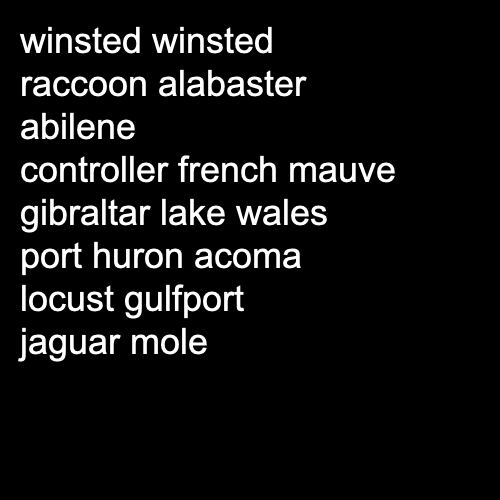 winsted winsted
raccoon alabaster
abilene
controller french mauve
gibraltar lake wales
port huron acoma
locust gulfport
jaguar mole